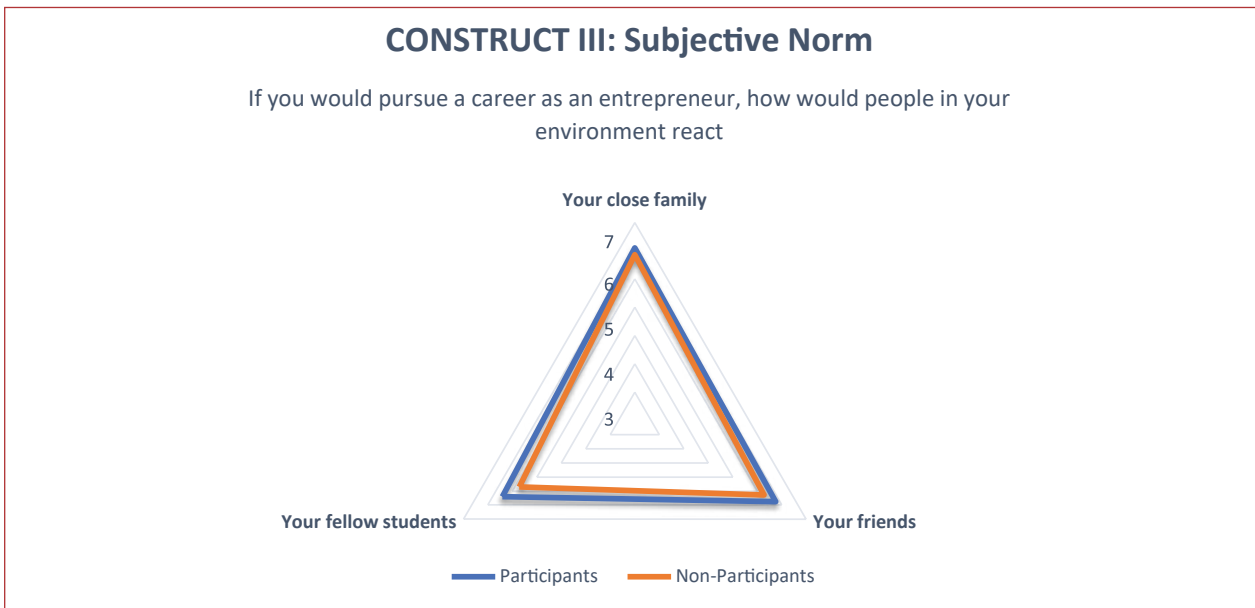 CONSTRUCT III: Subjective Norm
If you would pursue a career as an entrepreneur, how would people in your
environment react
Your close family
7
6
5
4
3
Your fellow students
Your friends
Participants
Non-Participants